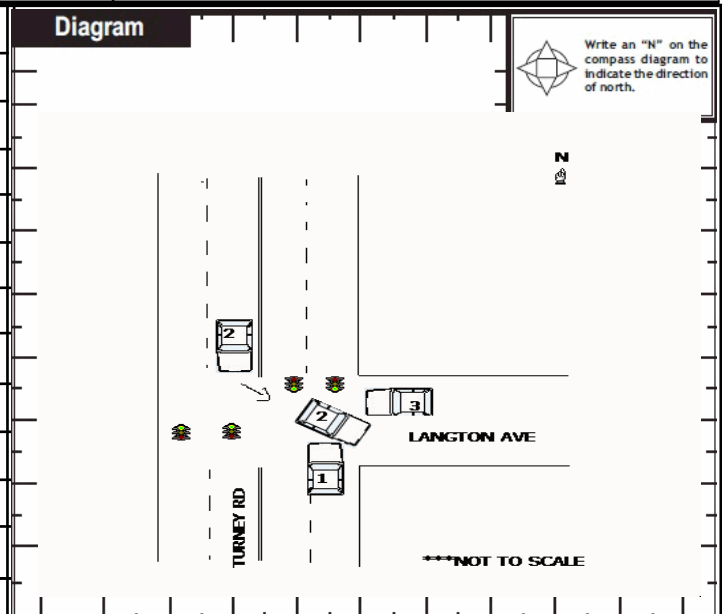 Diagram
Write an "N" on the
compass diagram to
indicate the direction
of north.
N
2
2
3
LANGTON AVE
1
TURNEY RD
***NOT TO SCALE